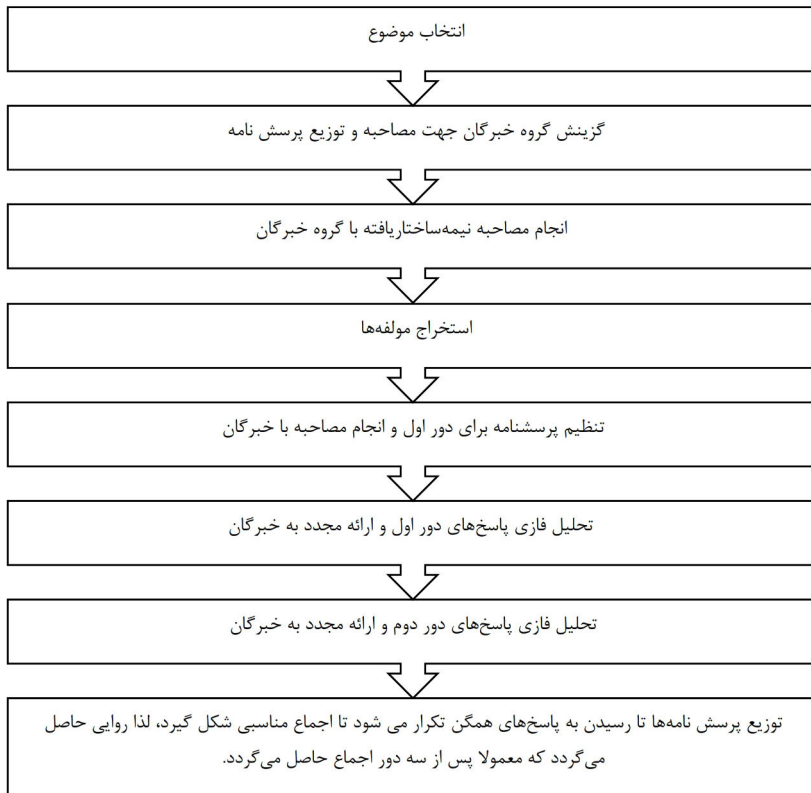 انتخاب موضوع
گزینش گروه خبرگان جهت مصاحبه و توزیع پرسش نامه
انجام مصاحبه نیمه‌ساختاریافته با گروه خبرگان
استخراج مولفه‌ها
تنظیم پرسشنامه برای دور اول و انجام مصاحبه با خبرگان
تحلیل فازی پاسخ‌های دور اول و ارائه مجدد به خبرگان
تحلیل فازی پاسخ‌های دور دوم و ارائه مجدد به خبرگان
توزیع پرسش نامه‌ها تا رسیدن به پاسخ‌های همگن تکرار می شود تا اجماع مناسبی شکل گیرد، لذا روایی حاصل
می‌گردد که معمولا پس از سه دور اجماع حاصل می‌گردد.